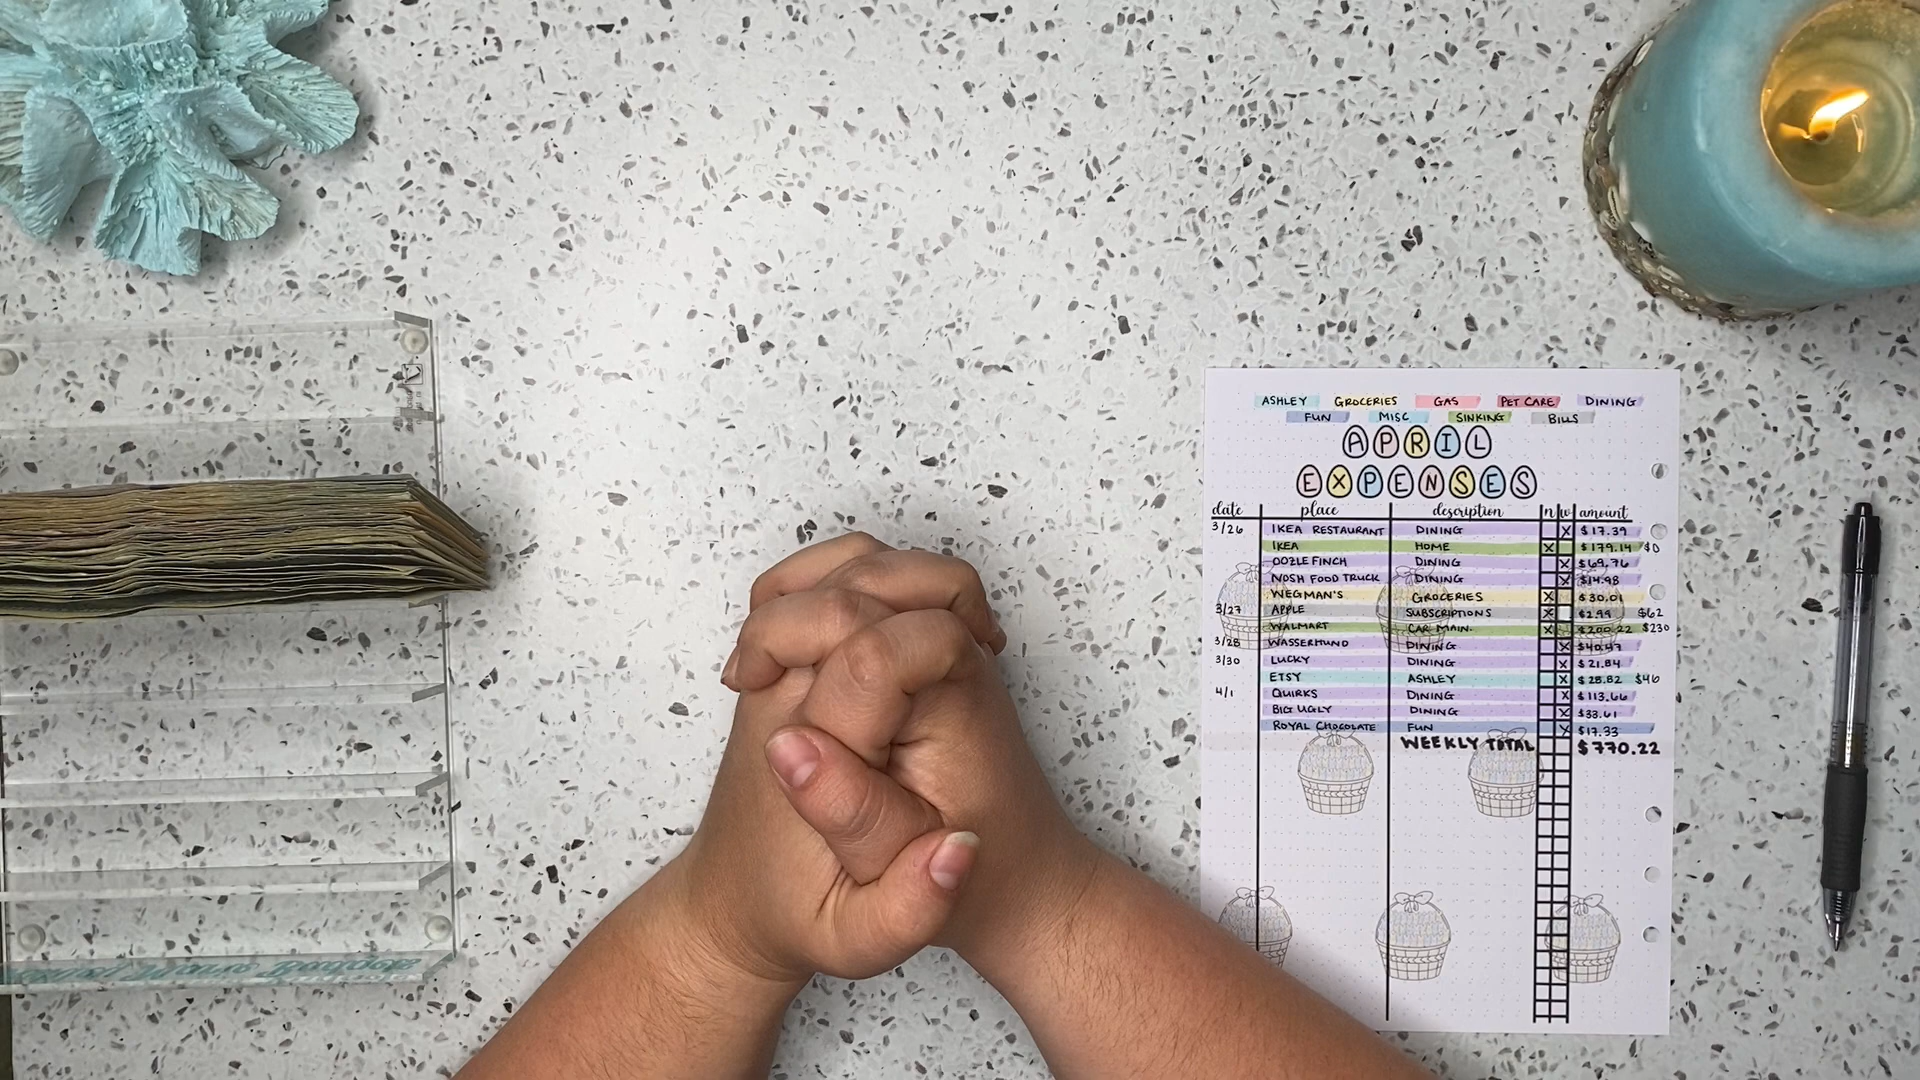 ASHLEY GROCERIES GAS PET CARE DINING
FUN MISC SINKING BILLS
APRIL
EXPENSES
date place description n w amount
3/26 IKEA RESTAURANT DINING X $17.39
IKEA HOME X $179.14 $0
OOZLEFINCH DINING X $69.76
NOSH FOOD TRUCK DINING X $14.98
WEGMAN'S GROCERIES X $30.01
3/27 APPLE SUBSCRIPTIONS X $2.99 $62
WALMART CAR MAIN. X $200.22 $230
3/28 WASSERHUND DINING X $40.47
3/30 LUCKY DINING X $21.84
ETSY ASHLEY X $28.82 $46
4/1 QUIRKS DINING X $113.66
BIG UGLY DINING X $33.61
ROYAL CHOCOLATE FUN X $17.33
WEEKLY TOTAL $770.22